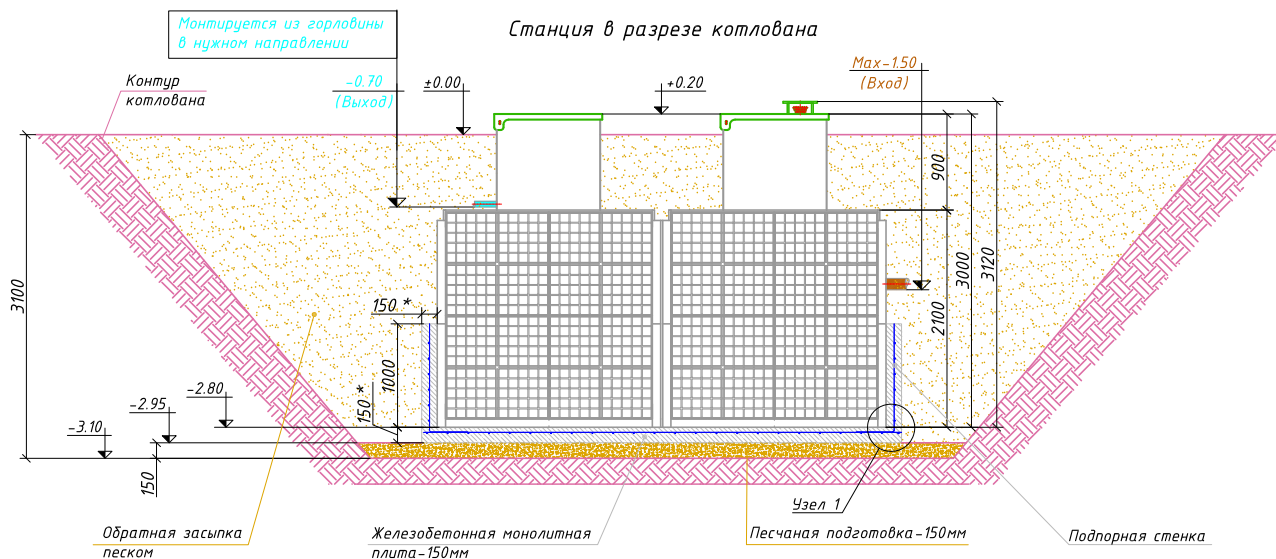 Станция в разрезе котлована
Монтируется из горловины
в нужном направлении
Контур
котлована
-0.70
(Выход)
±0.00
+0.20
Max-1.50
(Вход)
900
3000
3120
2100
3100
150 *
1000
150 *
-2.80
-2.95
-3.10
150
Узел 1
Обратная засыпка
песком
Железобетонная монолитная
плита-150мм
Песчаная подготовка-150мм
Подпорная стенка